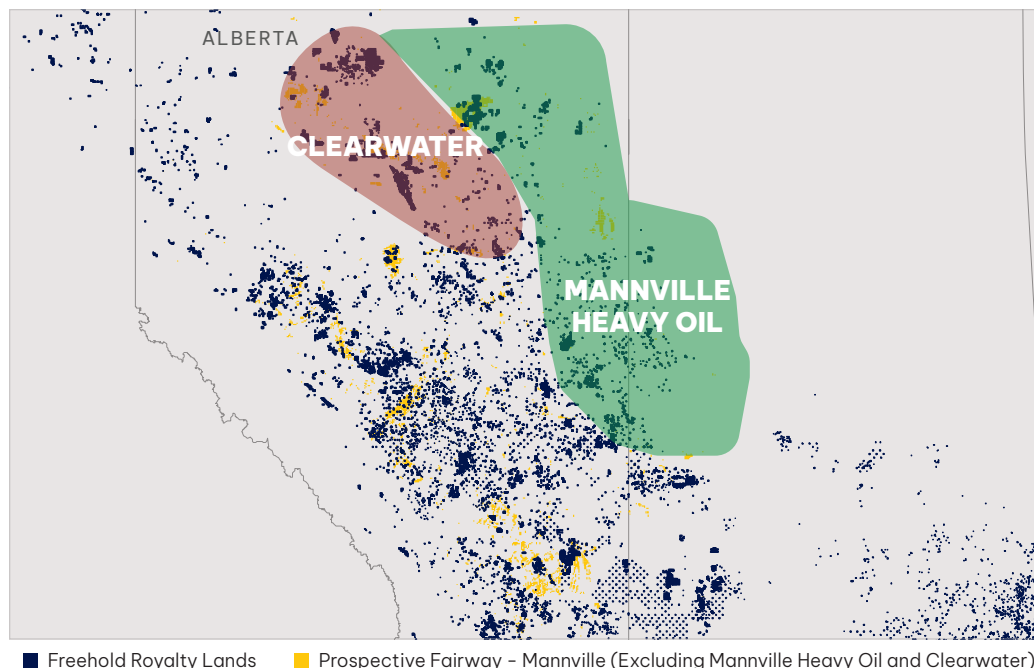 ALBERTA
CLEARWATER
MANNVILLE
HEAVY OIL
Freehold Royalty Lands
Prospective Fairway - Mannville (Excluding Mannville Heavy Oil and Clearwater)